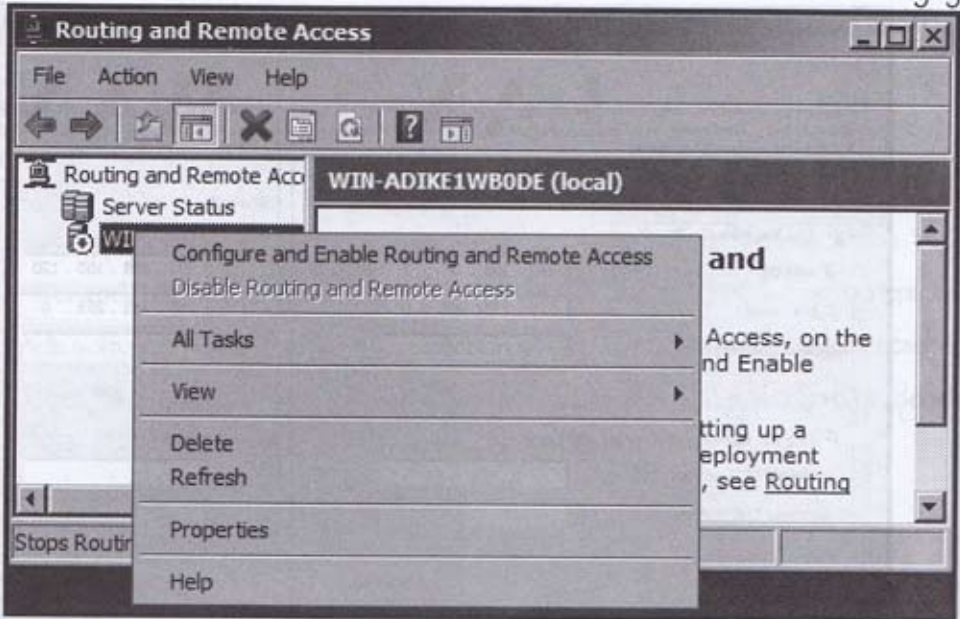 Routing and Remote Access
File Action View Help
Routing and Remote Acc
Server Status
WI
WIN-ADIKE1WB0DE (local)
Configure and Enable Routing and Remote Access
Disable Routing and Remote Access
All Tasks
View
Delete
Refresh
Properties
Help
and
Access, on the
nd Enable
tting up a
eployment
, see Routing
Stops Routin